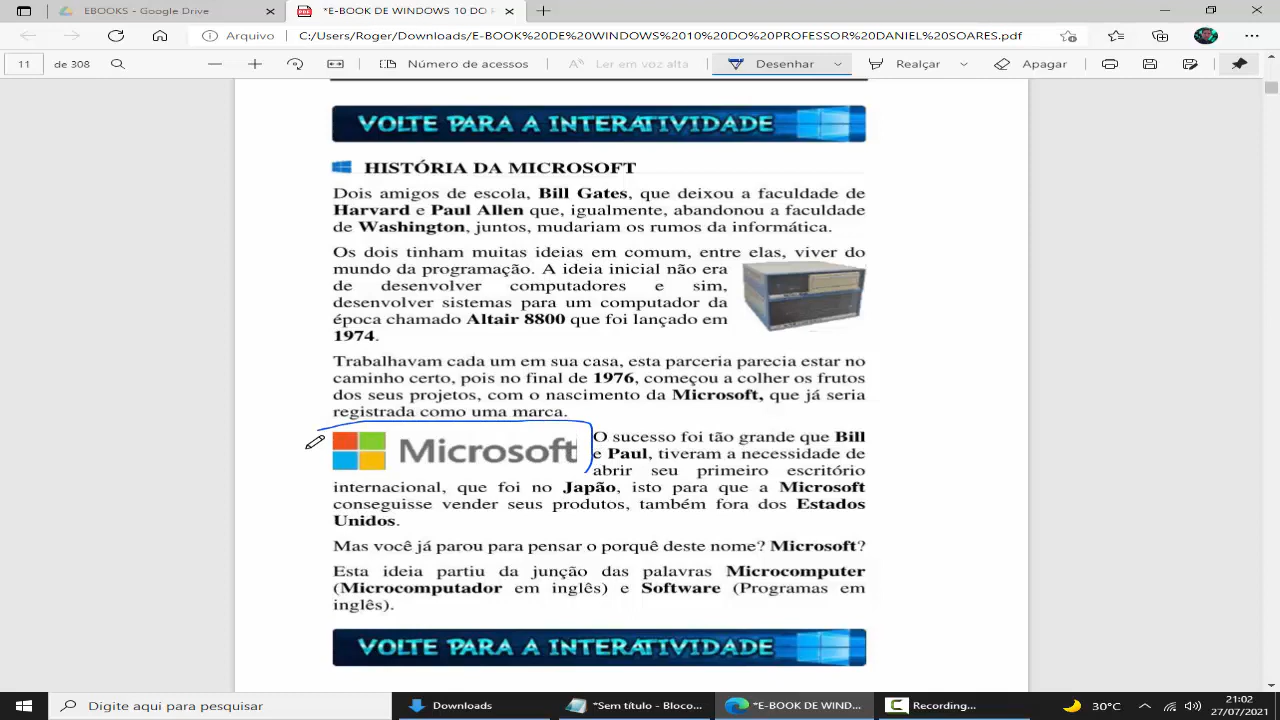 EBOOKS - Google Drive
*E-BOOK DE WINDOWS 10 DO
Arquivo
C:/Users/Roger/Downloads/E-BOOK%20DE%20WINDOWS%2010%20DO%20PROFESSOR%20DANIEL%20SOARES.pdf
11 de 308
Número de acessos
Ler em voz alta
Desenhar
Realçar
Apagar
VOLTE PARA A INTERATIVIDADE
HISTÓRIA DA MICROSOFT
Dois amigos de escola, Bill Gates, que deixou a faculdade de
Harvard e Paul Allen que, igualmente, abandonou a faculdade
de Washington, juntos, mudariam os rumos da informática.
Os dois tinham muitas ideias em comum, entre elas, viver do
mundo da programação. A ideia inicial não era
de desenvolver computadores e sim,
desenvolver sistemas para um computador da
época chamado Altair 8800 que foi lançado em
1974.
Trabalhavam cada um em sua casa, esta parceria parecia estar no
caminho certo, pois no final de 1976, começou a colher os frutos
dos seus projetos, com o nascimento da Microsoft, que já seria
registrada como uma marca.
Microsoft
O sucesso foi tão grande que Bill
e Paul, tiveram a necessidade de
abrir seu primeiro escritório
internacional, que foi no Japão, isto para que a Microsoft
conseguisse vender seus produtos, também fora dos Estados
Unidos.
Mas você já parou para pensar o porquê deste nome? Microsoft?
Esta ideia partiu da junção das palavras Microcomputer
(Microcomputador em inglês) e Software (Programas em
inglês).
VOLTE PARA A INTERATIVIDADE
Digite aqui para pesquisar
Downloads
*Sem título - Bloco...
*E-BOOK DE WIND...
Recording...
30°C
21:02
27/07/2021